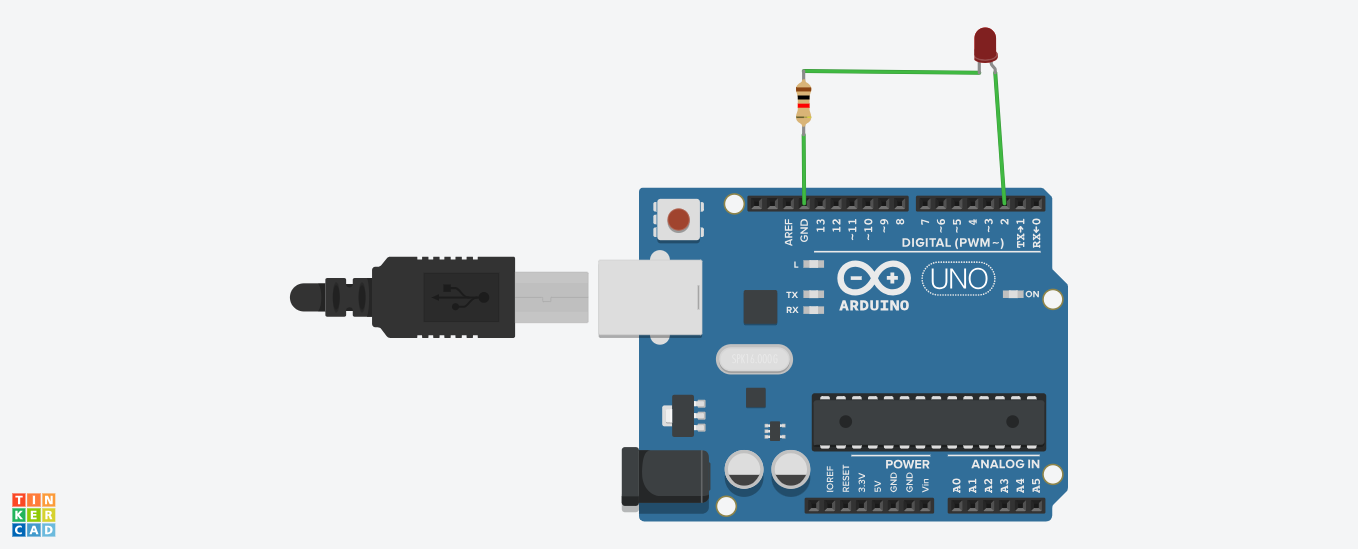 AREF
GND
13
12
~11
~10
~9
8
7
~6
~5
4
~3
2
TX→1
RX←0
DIGITAL (PWM~)
L
TX
RX
ARDUINO
UNO
ON
POWER
ANALOG IN
IOREF
RESET
3.3V
5V
GND
GND
Vin
A0
A1
A2
A3
A4
A5
TIN
KER
CAD